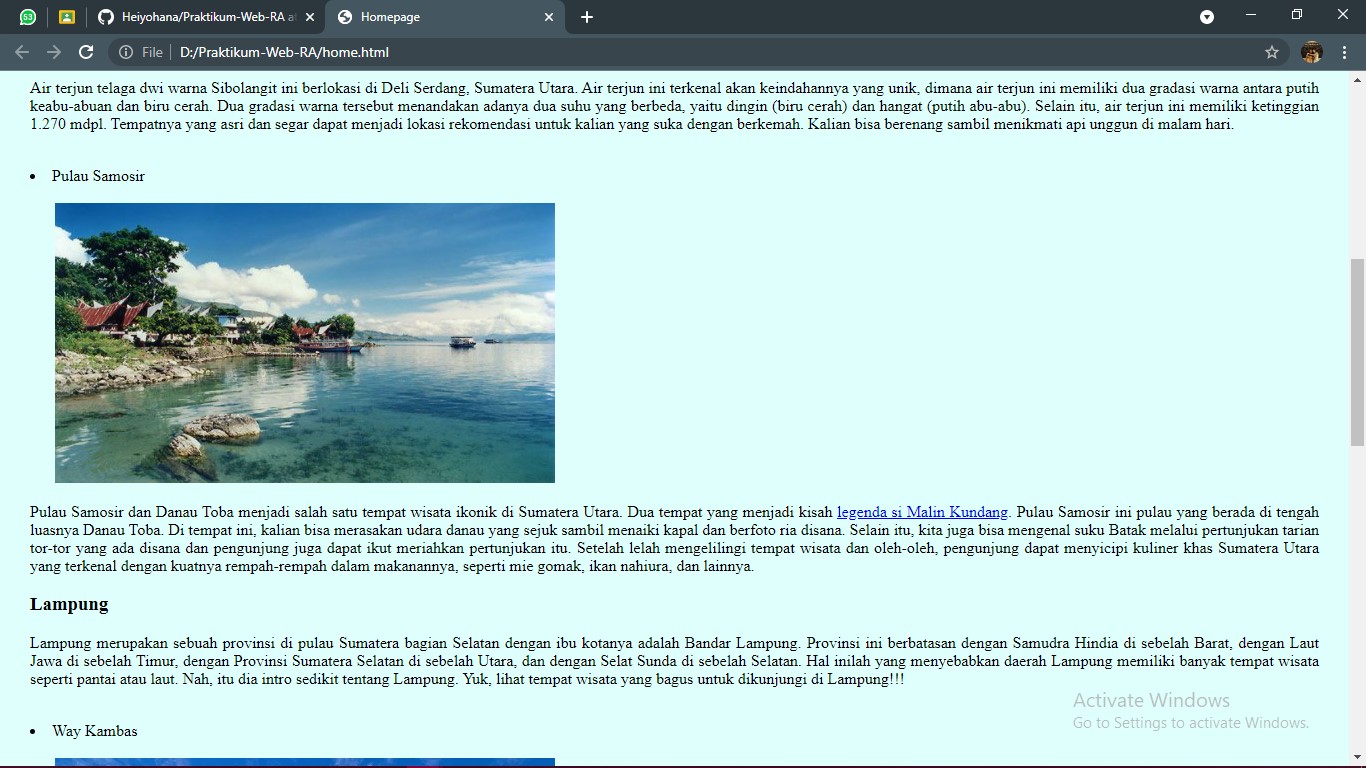 53
Heiyohana/Praktikum-Web-RA a
Homepage
File
D:/Praktikum-Web-RA/home.html
Air terjun telaga dwi warna Sibolangit ini berlokasi di Deli Serdang, Sumatera Utara. Air terjun ini terkenal akan keindahannya yang unik, dimana air terjun ini memiliki dua gradasi warna antara putih
keabu-abuan dan biru cerah. Dua gradasi warna tersebut menandakan adanya dua suhu yang berbeda, yaitu dingin (biru cerah) dan hangat (putih abu-abu). Selain itu, air terjun ini memiliki ketinggian
1.270 mdpl. Tempatnya yang asri dan segar dapat menjadi lokasi rekomendasi untuk kalian yang suka dengan berkemah. Kalian bisa berenang sambil menikmati api unggun di malam hari.
• Pulau Samosir
Pulau Samosir dan Danau Toba menjadi salah satu tempat wisata ikonik di Sumatera Utara. Dua tempat yang menjadi kisah legenda si Malin Kundang. Pulau Samosir ini pulau yang berada di tengah
luasnya Danau Toba. Di tempat ini, kalian bisa merasakan udara danau yang sejuk sambil menaiki kapal dan berfoto ria disana. Selain itu, kita juga bisa mengenal suku Batak melalui pertunjukan tarian
tor-tor yang ada disana dan pengunjung juga dapat ikut meriahkan pertunjukan itu. Setelah lelah mengelilingi tempat wisata dan oleh-oleh, pengunjung dapat menyicipi kuliner khas Sumatera Utara
yang terkenal dengan kuatnya rempah-rempah dalam makanannya, seperti mie gomak, ikan nahiura, dan lainnya.
Lampung
Lampung merupakan sebuah provinsi di pulau Sumatera bagian Selatan dengan ibu kotanya adalah Bandar Lampung. Provinsi ini berbatasan dengan Samudra Hindia di sebelah Barat, dengan Laut
Jawa di sebelah Timur, dengan Provinsi Sumatera Selatan di sebelah Utara, dan dengan Selat Sunda di sebelah Selatan. Hal inilah yang menyebabkan daerah Lampung memiliki banyak tempat wisata
seperti pantai atau laut. Nah, itu dia intro sedikit tentang Lampung. Yuk, lihat tempat wisata yang bagus untuk dikunjungi di Lampung!!!
Activate Windows
Go to Settings to activate Windows.
• Way Kambas